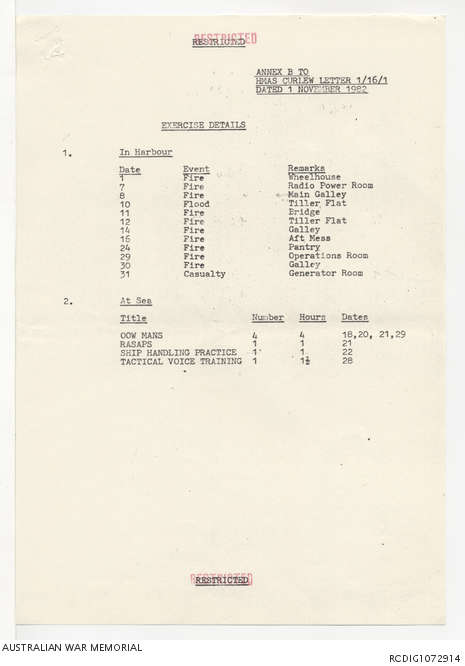 RESTRICTED
ANNEX B TO
HMAS CURLEW LETTER 1/16/1
DATED 1 NOVEMBER 1982
EXERCISE DETAILS
1. In Harbour
Date Event Remarks
1 Fire Wheelhouse
7 Fire Radio Power Room
8 Fire Main Galley
10 Flood Tiller Flat
11 Fire Bridge
12 Fire Tiller Flat
14 Fire Galley
16 Fire Aft Mess
24 Fire Pantry
29 Fire Operations Room
30 Fire Galley
31 Casualty Generator Room
2. At Sea
Title Number Hours Dates
OOW MANS 4 4 18,20, 21,29
RASAPS 1 1 21
SHIP HANDLING PRACTICE 1 1 22
TACTICAL VOICE TRAINING 1 1½ 28
RESTRICTED
AUSTRALIAN WAR MEMORIAL RCDIG1072914